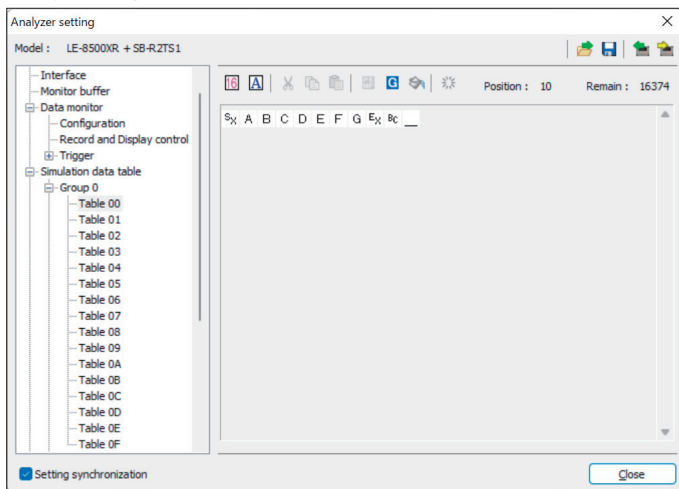 Analyzer setting
Model : LE-8500XR + SB-R2TS1
Interface
Monitor buffer
Data monitor
Configuration
Record and Display control
Trigger
Simulation data table
Group 0
Table 00
Table 01
Table 02
Table 03
Table 04
Table 05
Table 06
Table 07
Table 08
Table 09
Table 0A
Table 0B
Table 0C
Table 0D
Table 0E
Table 0F
16 A G Position : 10 Remain : 16374
SX A B C D E F G EX BC __
Setting synchronization
Close